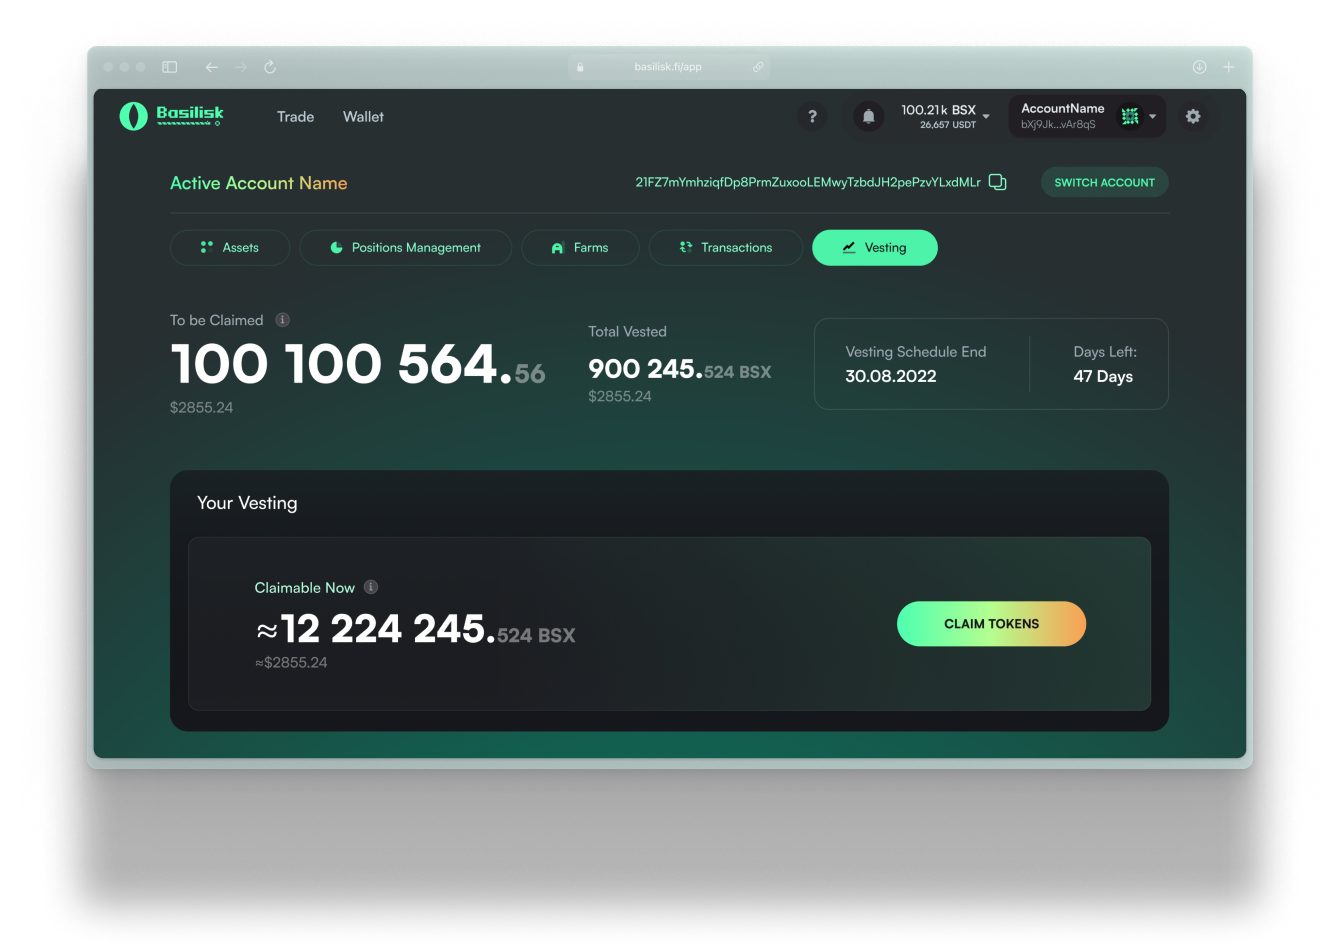 basilisk.fi/app
Basilisk
Trade
Wallet
?
100.21k BSX
26,657 USDT
AccountName
bXj9Jk...vAr8qS
Active Account Name
21FZ7mYmhziqfDp8PrmZuxooLEMwyTzbdJH2pePzvYLxdMLr
SWITCH ACCOUNT
Assets
Positions Management
Farms
Transactions
Vesting
To be Claimed
100 100 564.56
$2855.24
Total Vested
900 245.524 BSX
$2855.24
Vesting Schedule End
30.08.2022
Days Left:
47 Days
Your Vesting
Claimable Now
≈12 224 245.524 BSX
≈$2855.24
CLAIM TOKENS